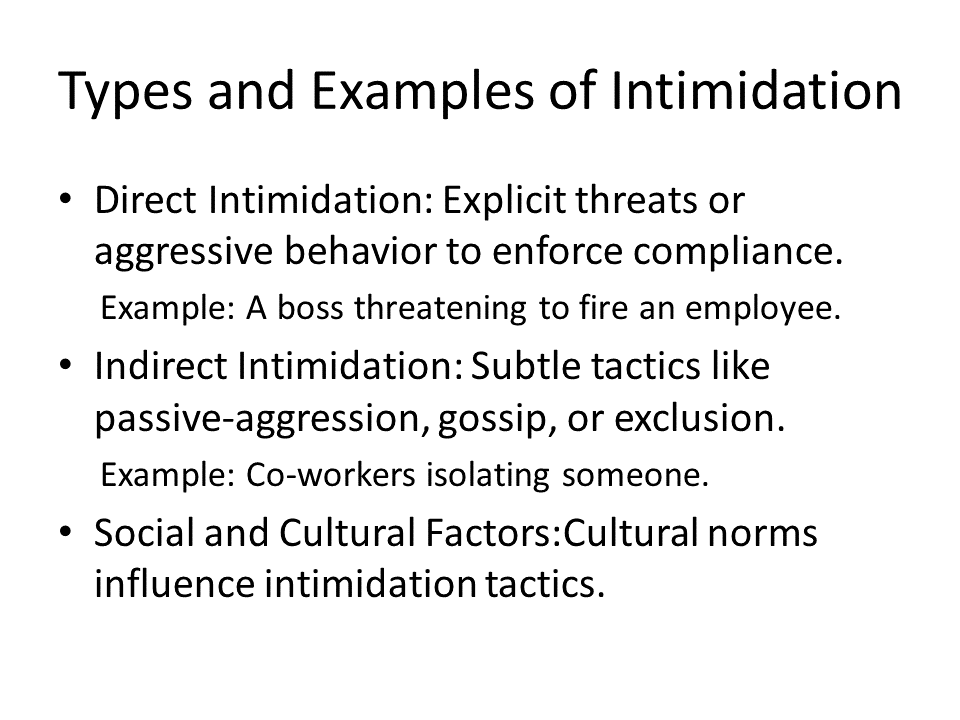 Types and Examples of Intimidation
• Direct Intimidation: Explicit threats or
aggressive behavior to enforce compliance.
Example: A boss threatening to fire an employee.
• Indirect Intimidation: Subtle tactics like
passive-aggression, gossip, or exclusion.
Example: Co-workers isolating someone.
• Social and Cultural Factors:Cultural norms
influence intimidation tactics.